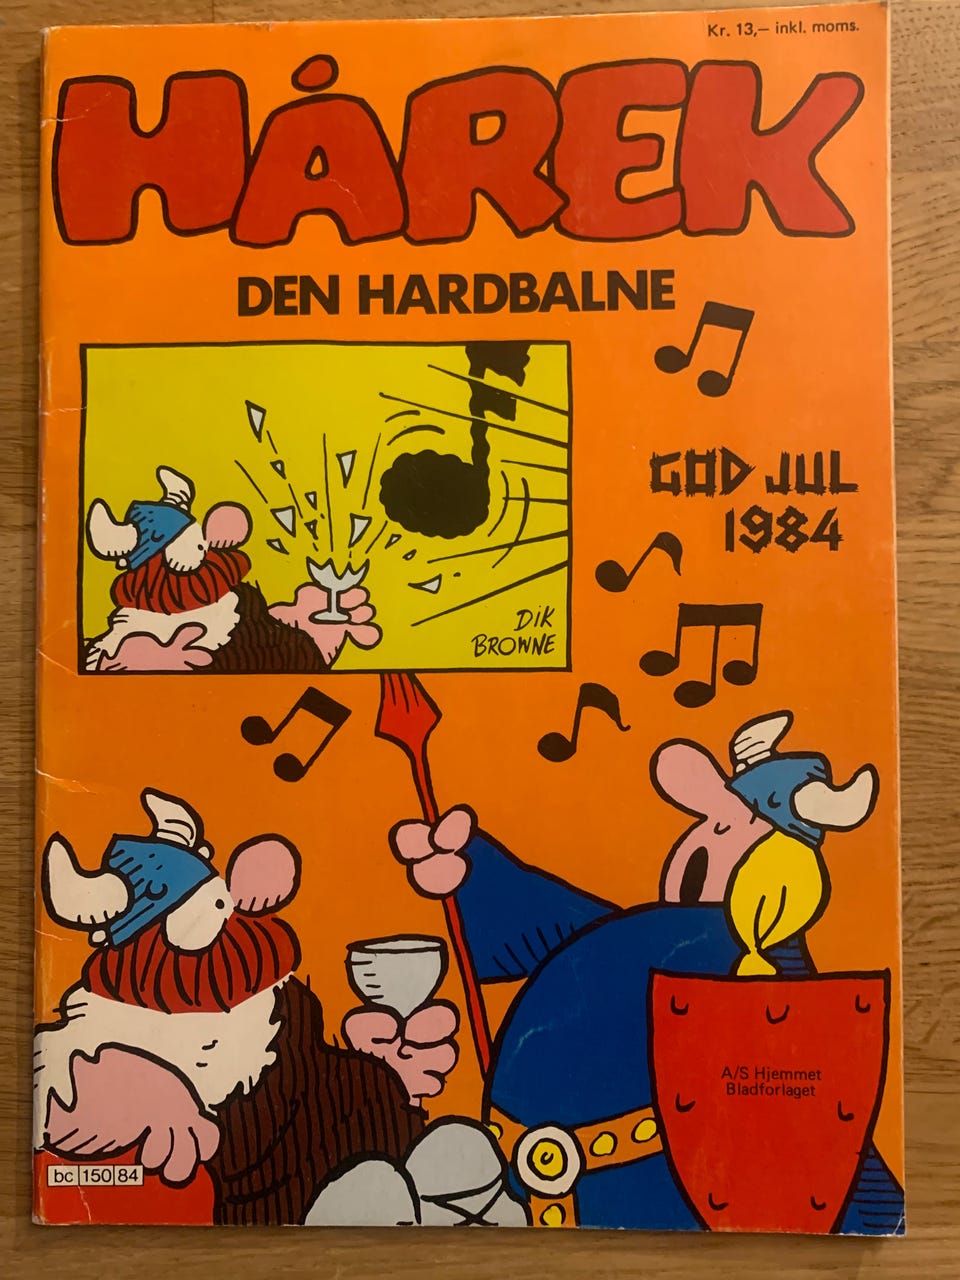 Kr. 13,– inkl. moms.
HÅREK
DEN HARDBALNE
GOD JUL
1984
DIK
BROWNE
A/S Hjemmet
Bladforlaget
bc 150 84